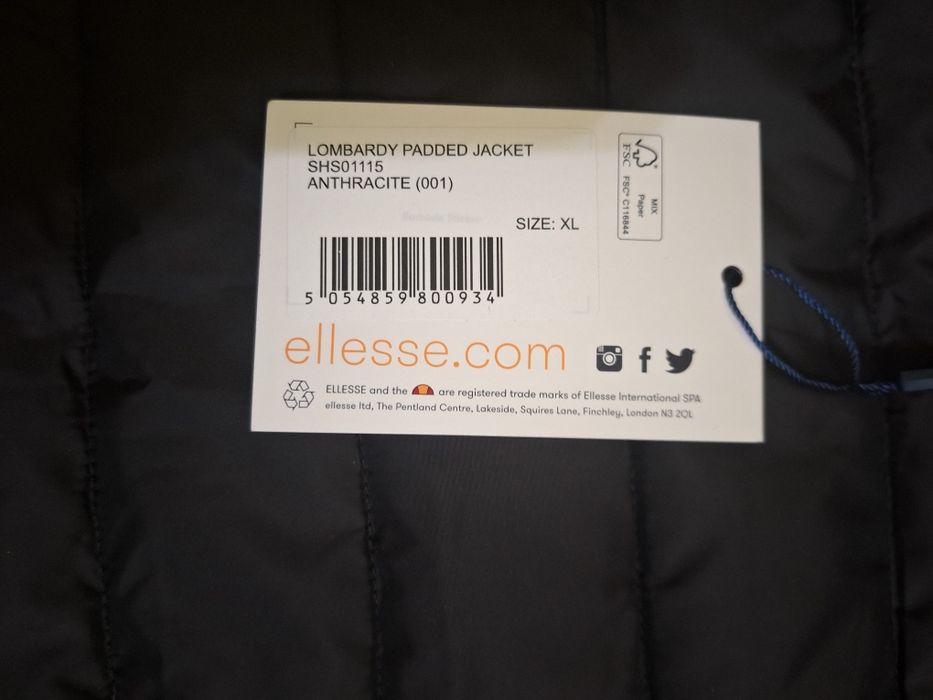 LOMBARDY PADDED JACKET
SHS01115
ANTHRACITE (001)
SIZE: XL
5 054859 800934
FSC
FSC® C116844
MIX
Paper
ellesse.com
ELLESSE and the are registered trade marks of Ellesse International SPA
ellesse ltd, The Pentland Centre, Lakeside, Squires Lane, Finchley, London N3 2QL